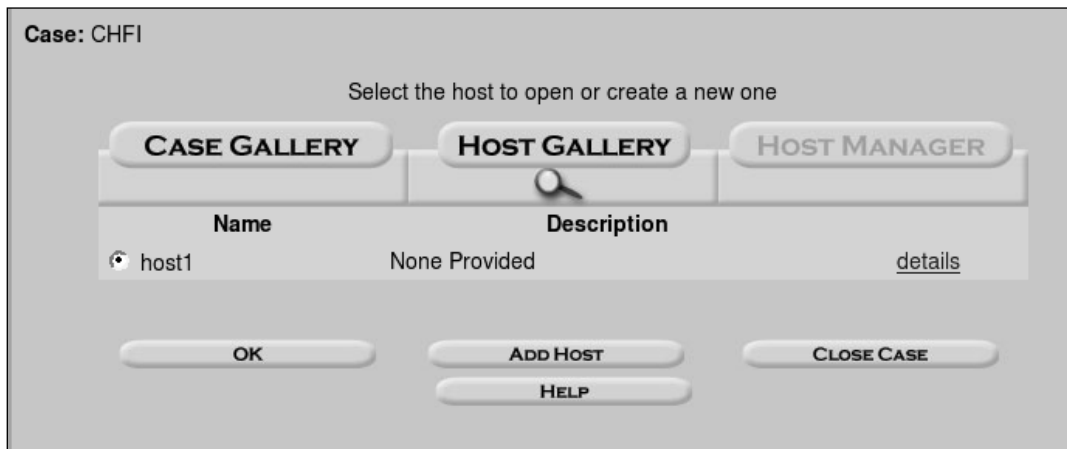 Case: CHFI
Select the host to open or create a new one
CASE GALLERY HOST GALLERY HOST MANAGER
Name Description
host1 None Provided details
OK ADD HOST CLOSE CASE
HELP